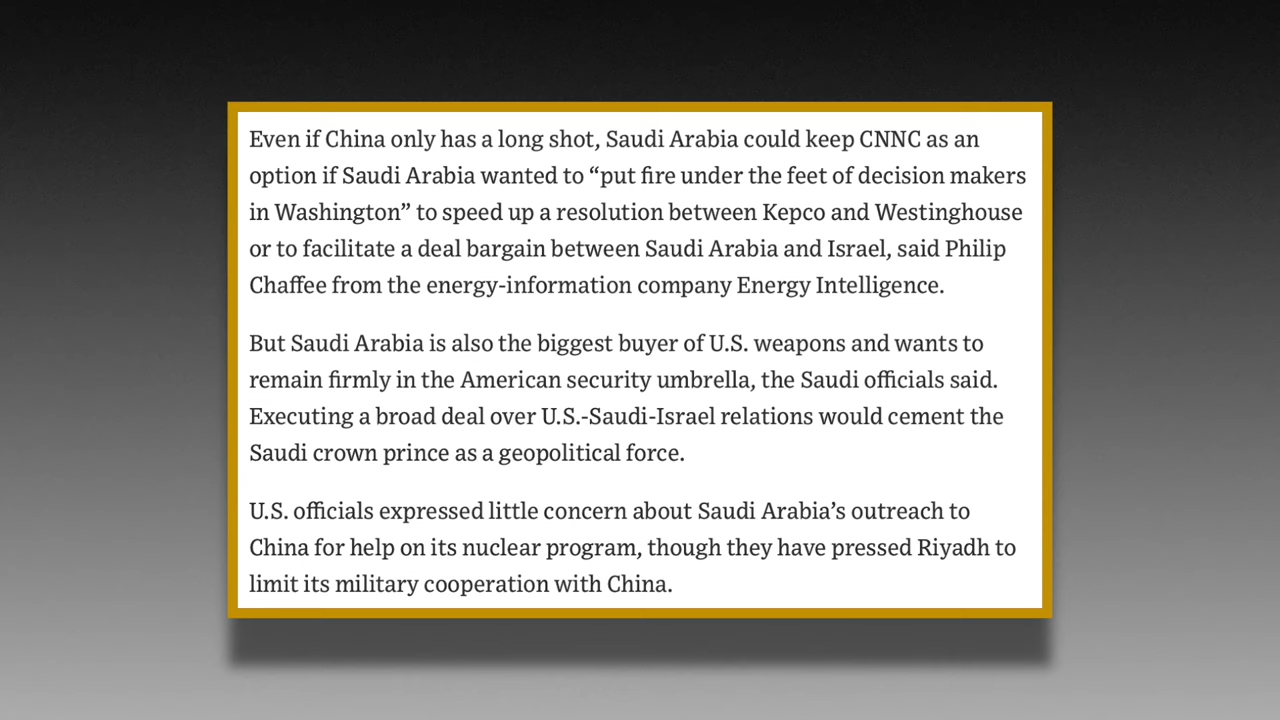 Even if China only has a long shot, Saudi Arabia could keep CNNC as an
option if Saudi Arabia wanted to “put fire under the feet of decision makers
in Washington” to speed up a resolution between Kepco and Westinghouse
or to facilitate a deal bargain between Saudi Arabia and Israel, said Philip
Chaffee from the energy-information company Energy Intelligence.
But Saudi Arabia is also the biggest buyer of U.S. weapons and wants to
remain firmly in the American security umbrella, the Saudi officials said.
Executing a broad deal over U.S.-Saudi-Israel relations would cement the
Saudi crown prince as a geopolitical force.
U.S. officials expressed little concern about Saudi Arabia’s outreach to
China for help on its nuclear program, though they have pressed Riyadh to
limit its military cooperation with China.